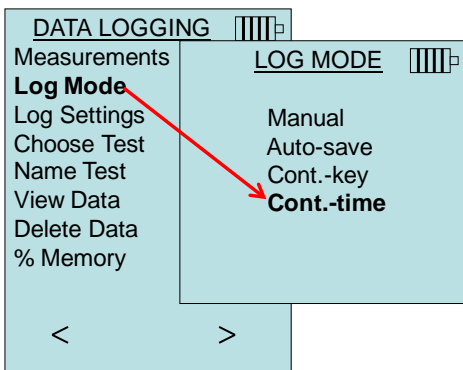 DATA LOGGING
Measurements
Log Mode
Log Settings
Choose Test
Name Test
View Data
Delete Data
% Memory
< >
LOG MODE
Manual
Auto-save
Cont.-key
Cont.-time